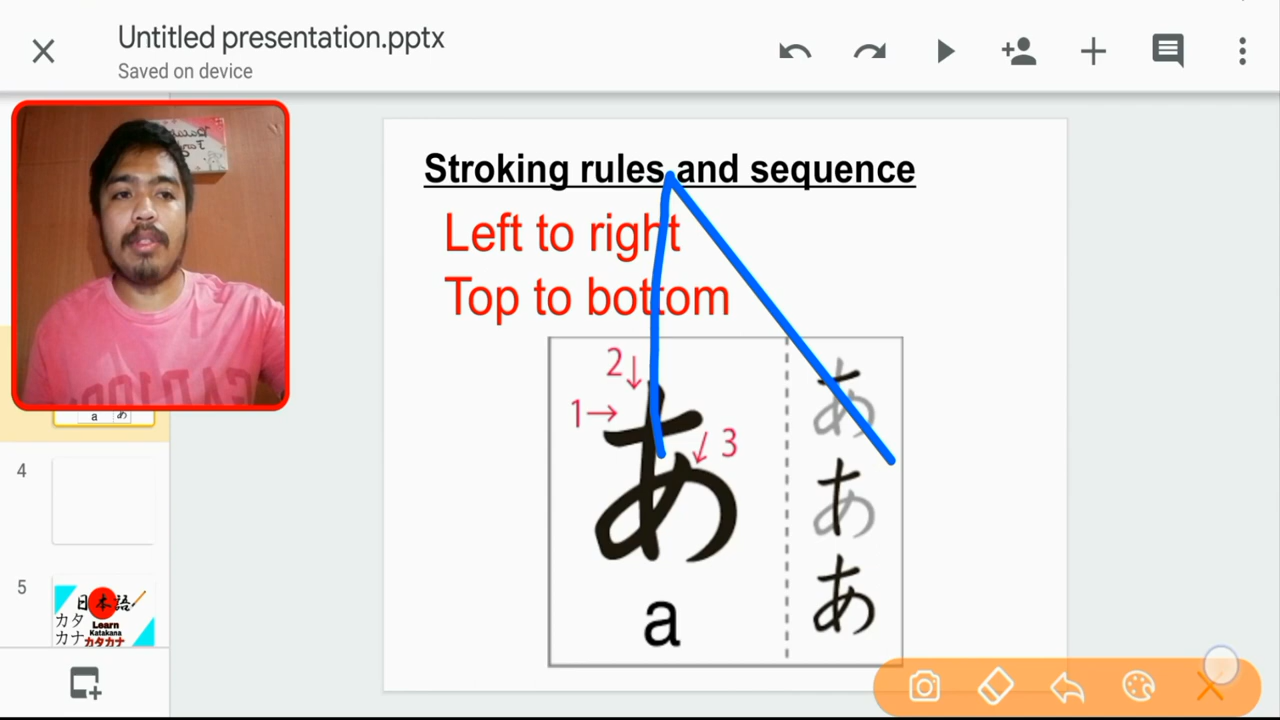 Untitled presentation.pptx
Saved on device
Stroking rules and sequence
Left to right
Top to bottom
2↓
1→
↙ 3
あ
a
あ
あ
あ
a
あ
4
5
日本語
カタ
カナ
Learn
Katakana
カタカナ